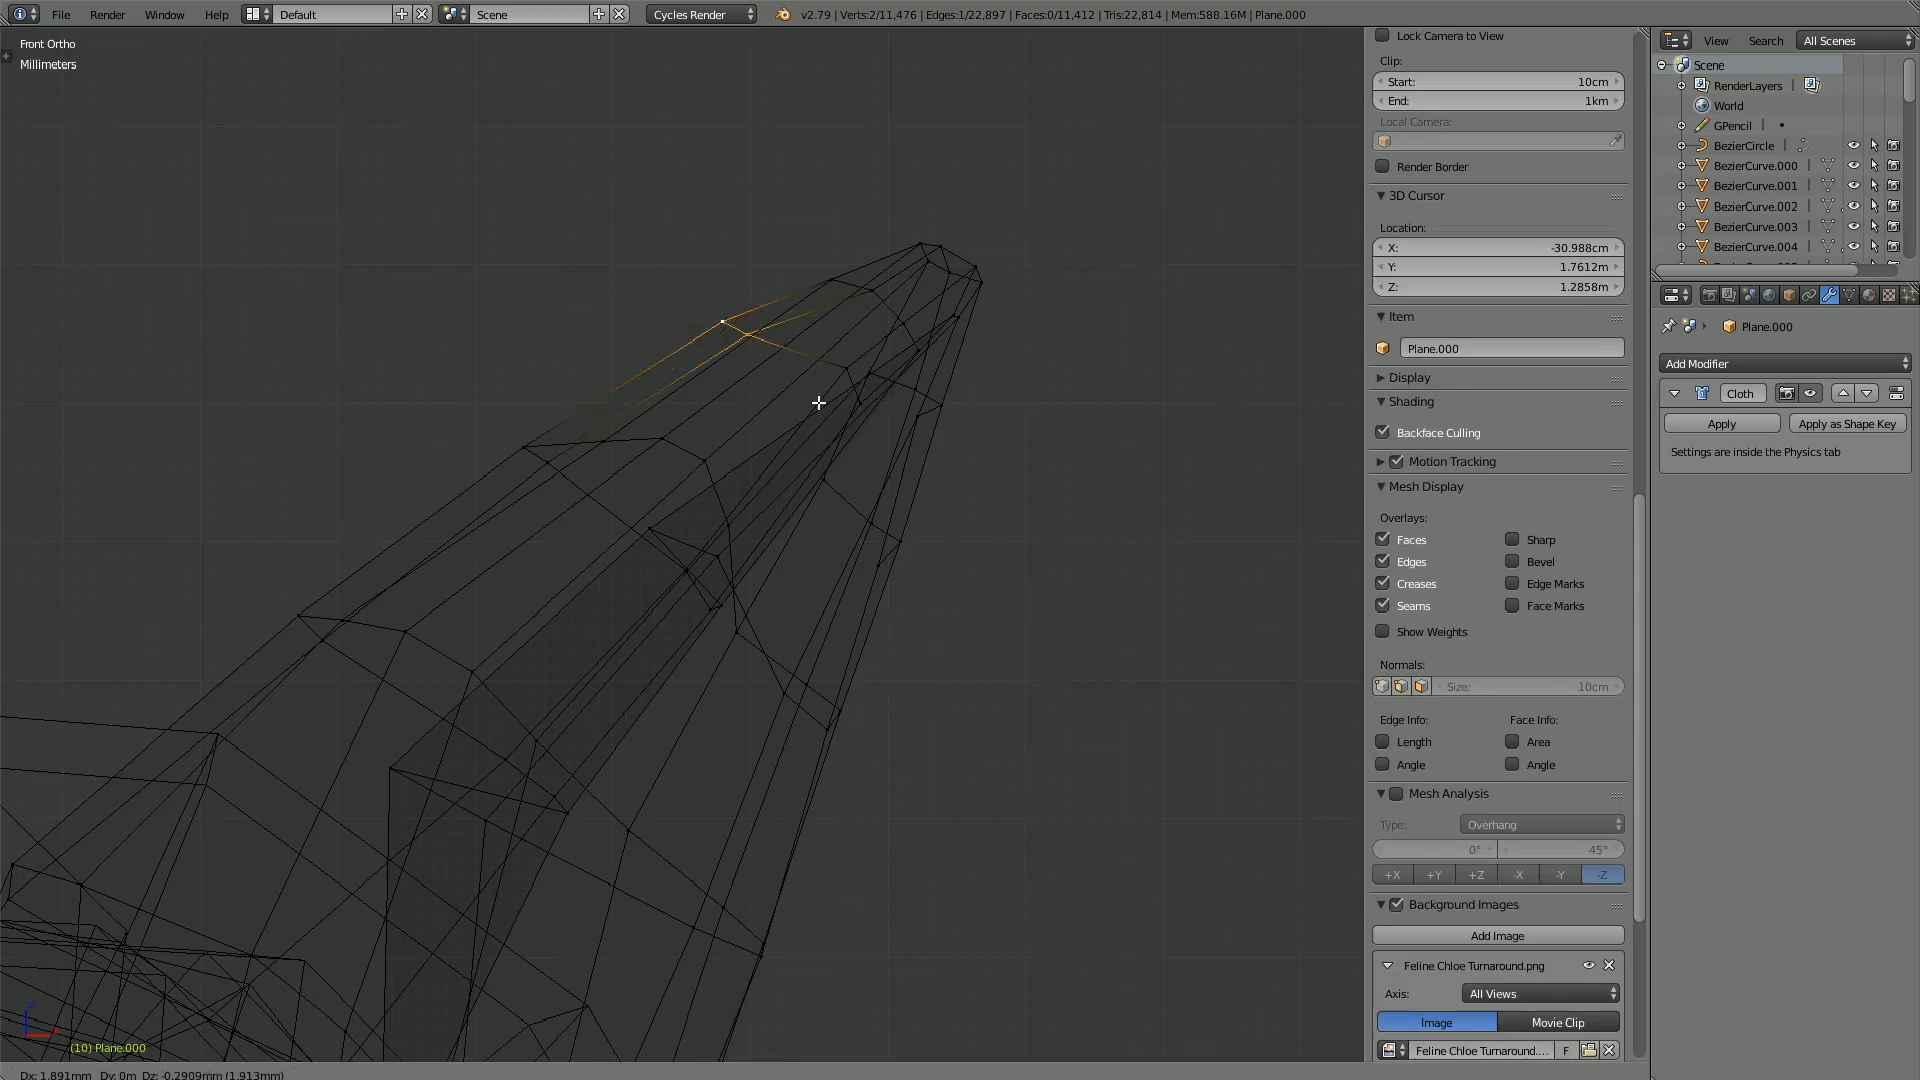 File Render Window Help Default Scene Cycles Render v2.79 | Verts:2/11,476 | Edges:1/22,897 | Faces:0/11,412 | Tris:22,814 | Mem:588.16M | Plane.000
Front Ortho
Millimeters
Lock Camera to View
Clip:
Start: 10cm
End: 1km
Local Camera:
Render Border
3D Cursor
Location:
X: -30.988cm
Y: 1.7612m
Z: 1.2858m
Item
Plane.000
Display
Shading
Backface Culling
Motion Tracking
Mesh Display
Overlays:
Faces Sharp
Edges Bevel
Creases Edge Marks
Seams Face Marks
Show Weights
Normals:
Size: 10cm
Edge Info: Face Info:
Length Area
Angle Angle
Mesh Analysis
Type: Overhang
0° 45°
+X +Y +Z -X -Y -Z
Background Images
Add Image
Feline Chloe Turnaround.png
Axis: All Views
Image Movie Clip
Feline Chloe Turnaround.... F
View Search All Scenes
Scene
RenderLayers
World
GPencil
BezierCircle
BezierCurve.000
BezierCurve.001
BezierCurve.002
BezierCurve.003
BezierCurve.004
Plane.000
Add Modifier
Cloth
Apply Apply as Shape Key
Settings are inside the Physics tab
(10) Plane.000
Dx: 1.891mm Dy: 0m Dz: -0.2909mm (1.913mm)